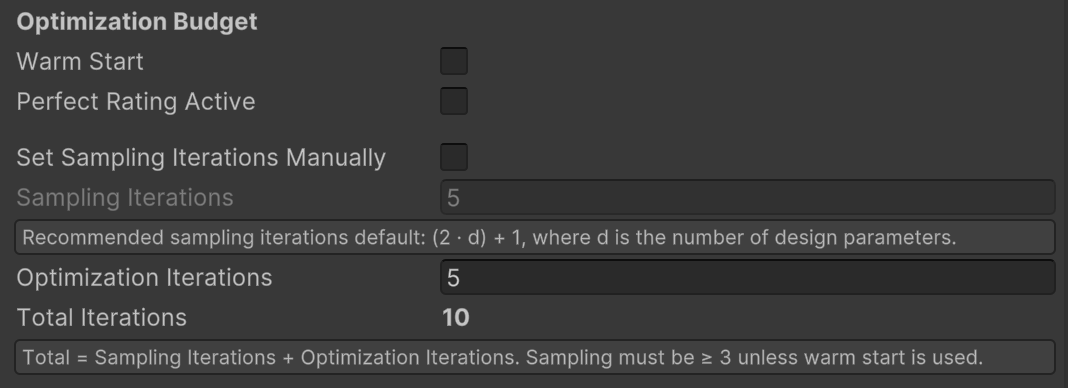 Optimization Budget
Warm Start
Perfect Rating Active
Set Sampling Iterations Manually
Sampling Iterations 5
Recommended sampling iterations default: (2 · d) + 1, where d is the number of design parameters.
Optimization Iterations 5
Total Iterations 10
Total = Sampling Iterations + Optimization Iterations. Sampling must be ≥ 3 unless warm start is used.